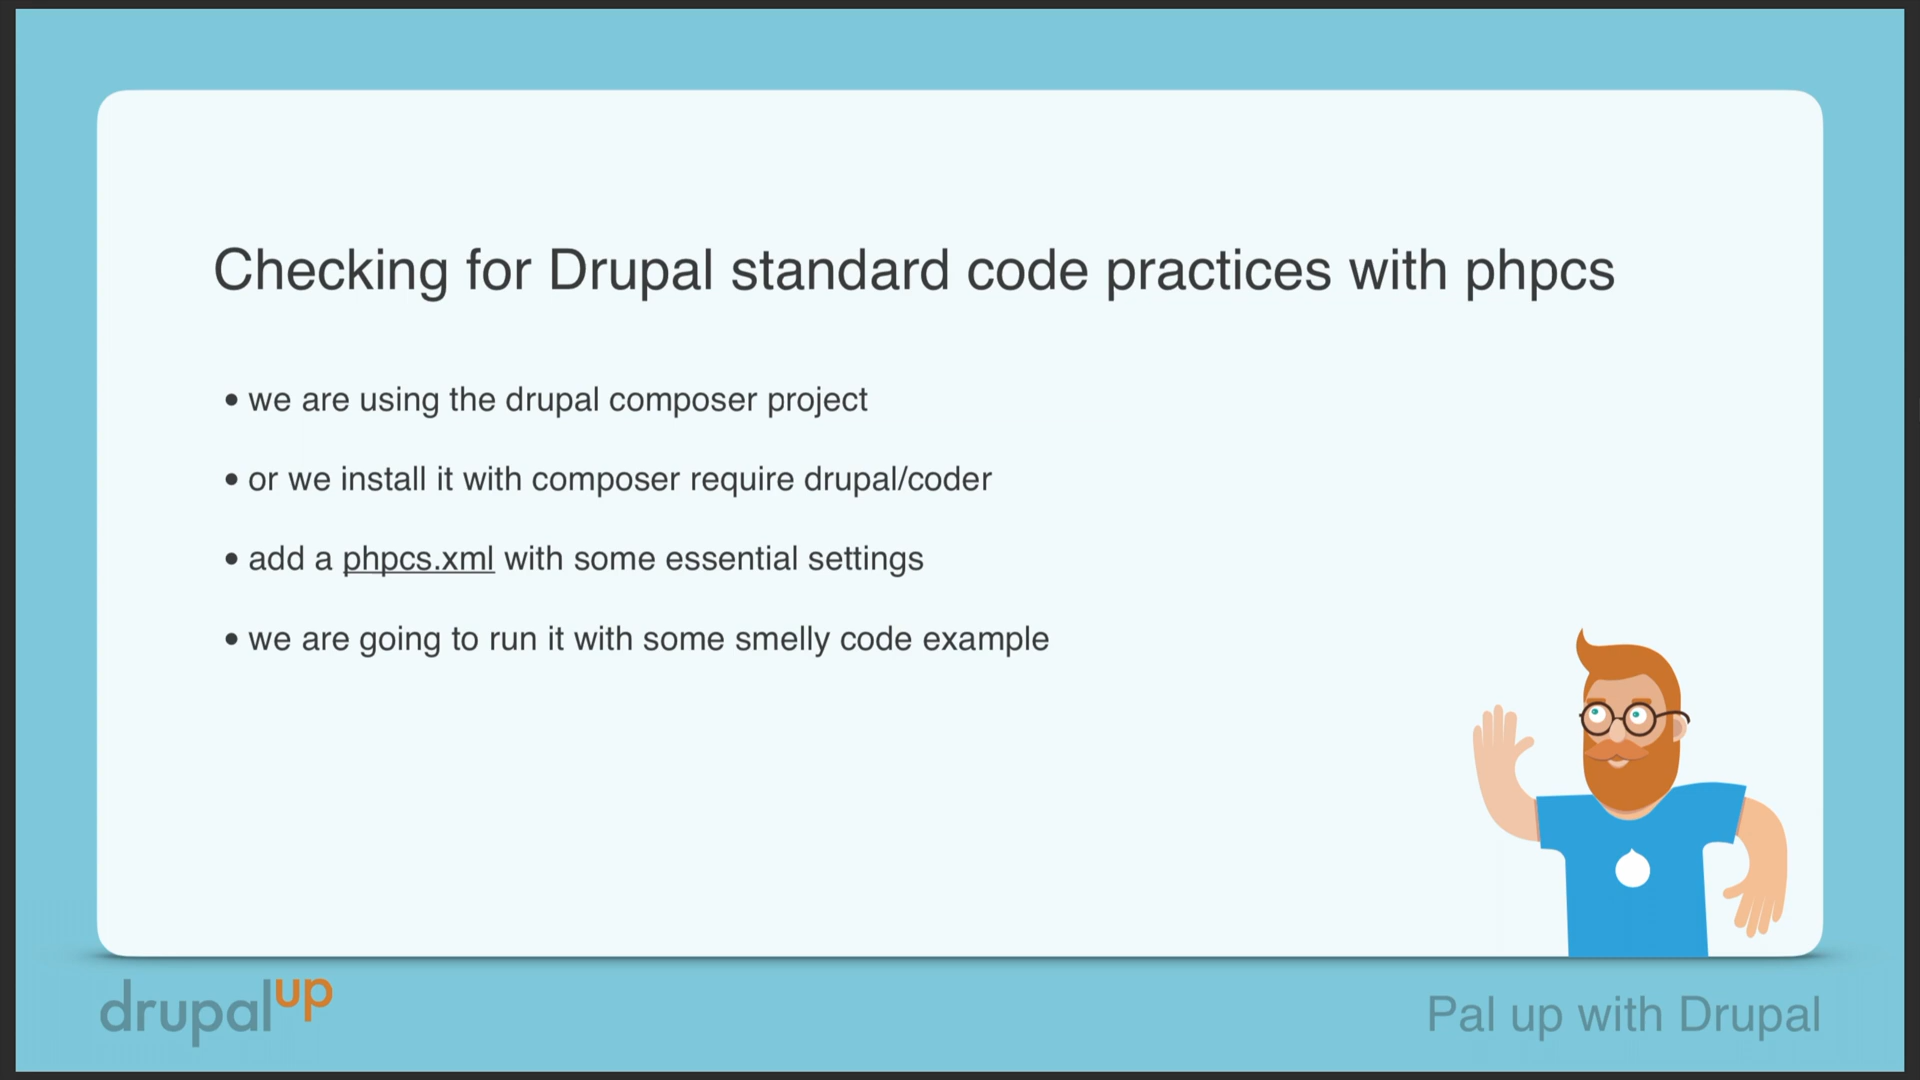 Checking for Drupal standard code practices with phpcs
• we are using the drupal composer project
• or we install it with composer require drupal/coder
• add a phpcs.xml with some essential settings
• we are going to run it with some smelly code example
drupalup
Pal up with Drupal